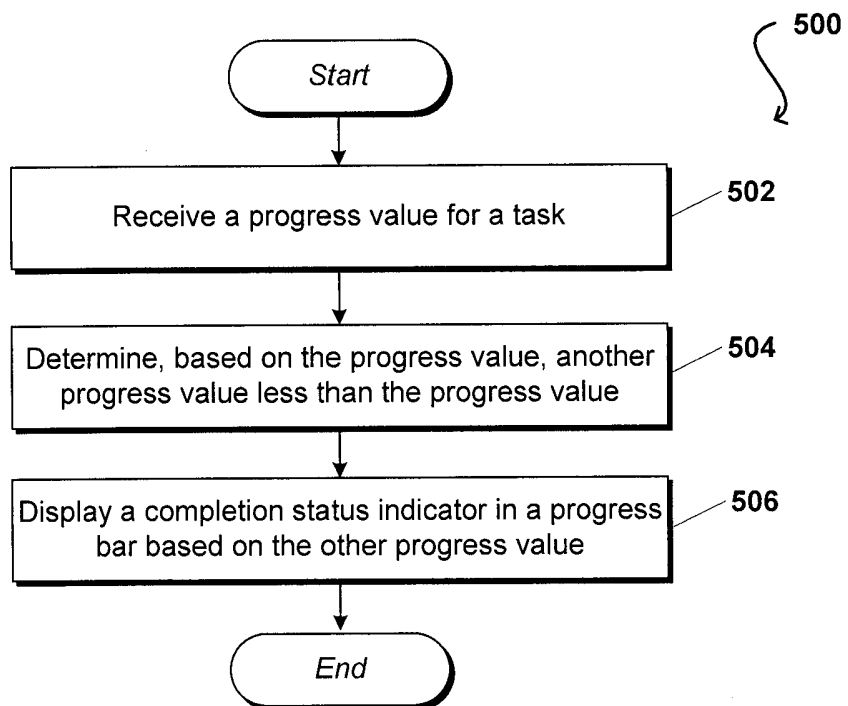 500
Start
Receive a progress value for a task
502
Determine, based on the progress value, another
progress value less than the progress value
504
Display a completion status indicator in a progress
bar based on the other progress value
506
End